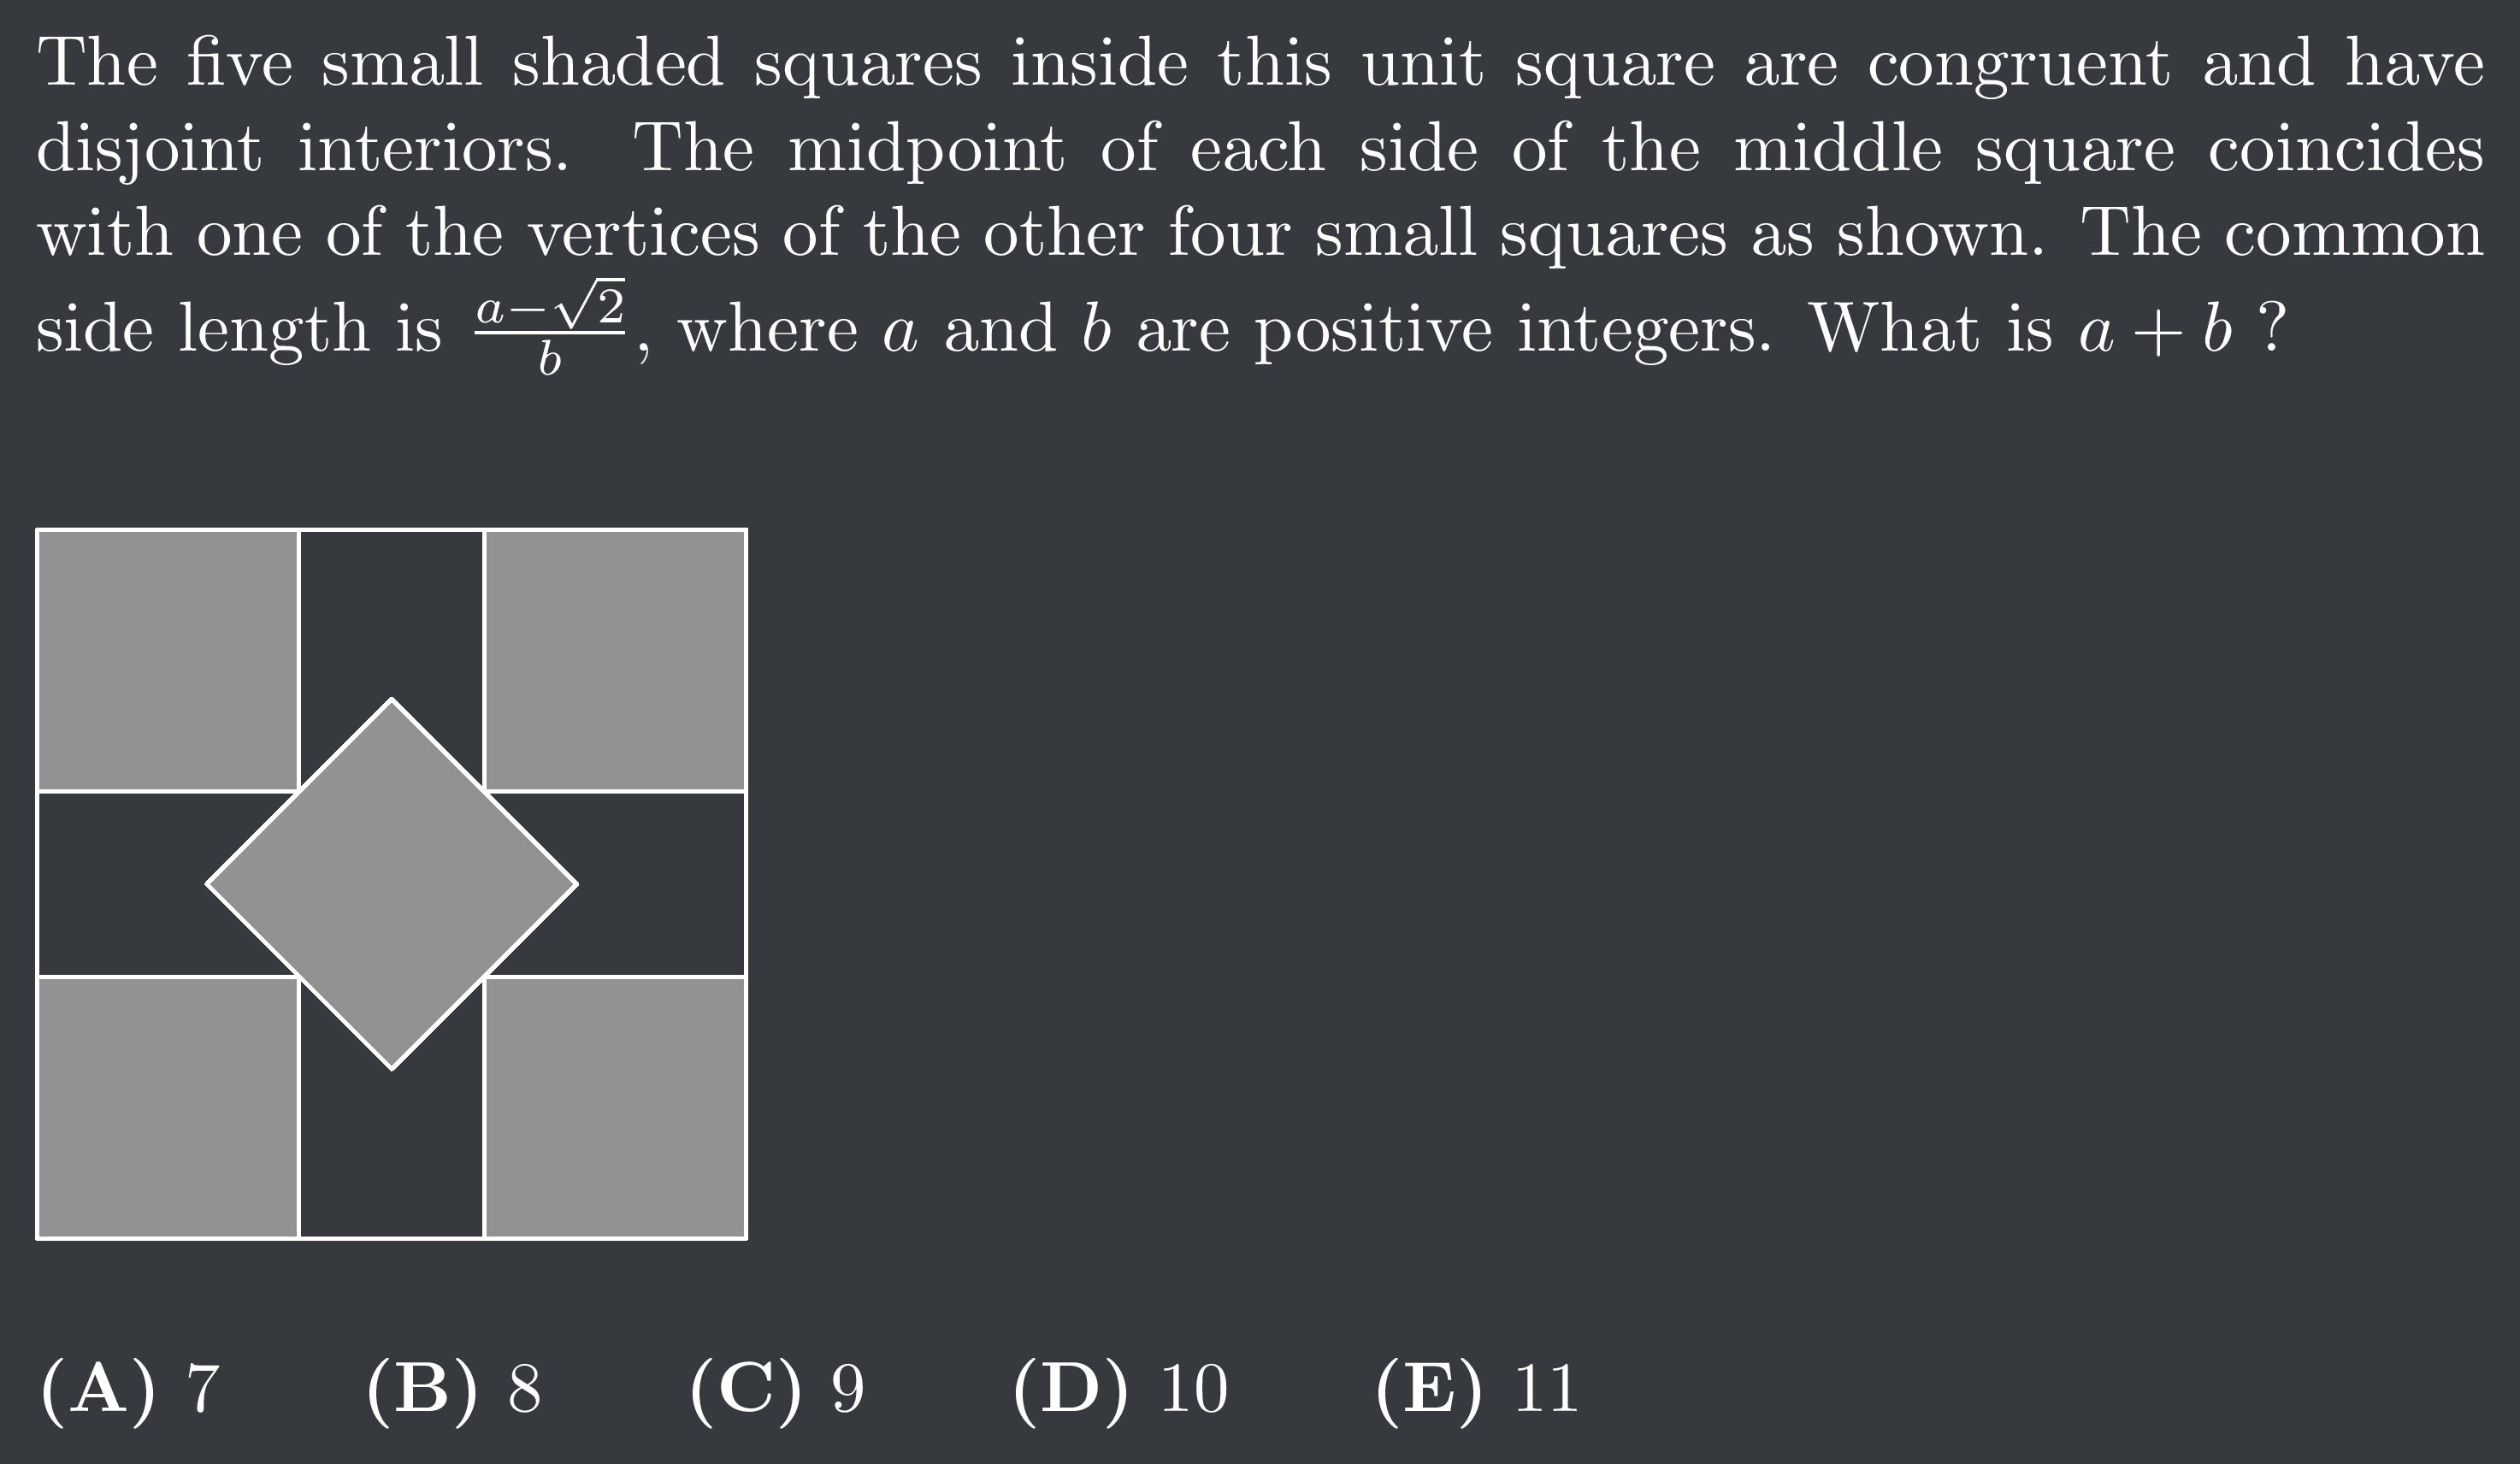 The five small shaded squares inside this unit square are congruent and have
disjoint interiors. The midpoint of each side of the middle square coincides
with one of the vertices of the other four small squares as shown. The common
side length is $\frac{a-\sqrt{2}}{b}$, where $a$ and $b$ are positive integers. What is $a+b$ ?
(A) 7 (B) 8 (C) 9 (D) 10 (E) 11